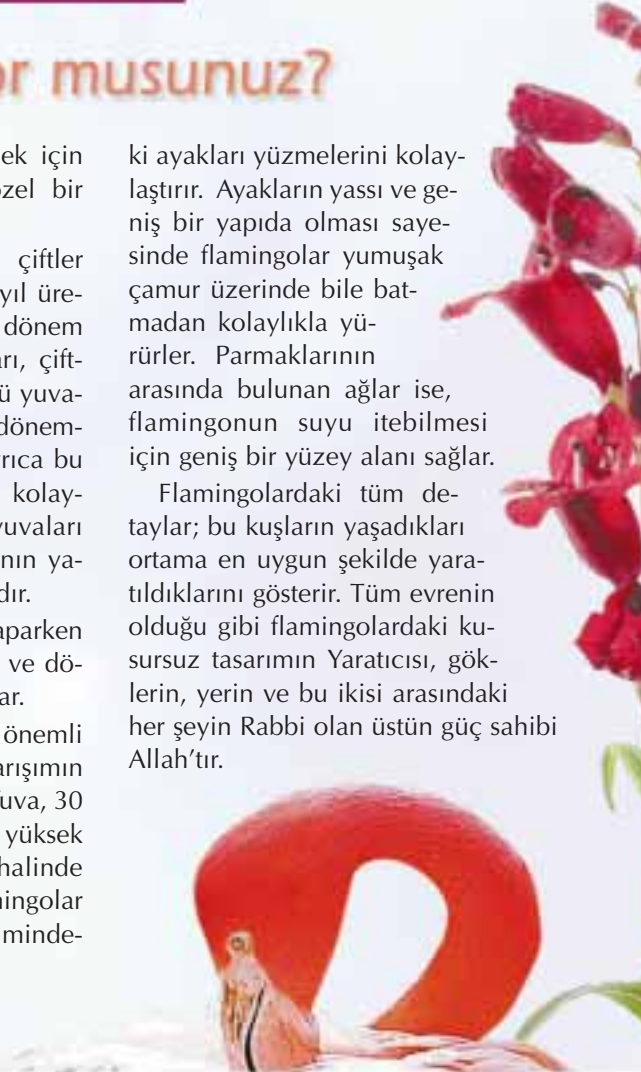 or musunuz?
ek için
özel bir
çiftler
yıl üre-
dönem
arı, çift-
ü yuva-
dönem-
rıca bu
kolay-
yuvaları
nın ya-
dır.
aparken
ve dö-
ar.
önemli
arışımın
uva, 30
yüksek
halinde
mingolar
minde-
ki ayakları yüzmelerini kolay-
laştırır. Ayakların yassı ve ge-
niş bir yapıda olması saye-
sinde flamingolar yumuşak
çamur üzerinde bile bat-
madan kolaylıkla yü-
rürler. Parmaklarının
arasında bulunan ağlar ise,
flamingonun suyu itebilmesi
için geniş bir yüzey alanı sağlar.
Flamingolardaki tüm de-
taylar; bu kuşların yaşadıkları
ortama en uygun şekilde yara-
tıldıklarını gösterir. Tüm evrenin
olduğu gibi flamingolardaki ku-
sursuz tasarımın Yaratıcısı, gök-
lerin, yerin ve bu ikisi arasındaki
her şeyin Rabbi olan üstün güç sahibi
Allah'tır.